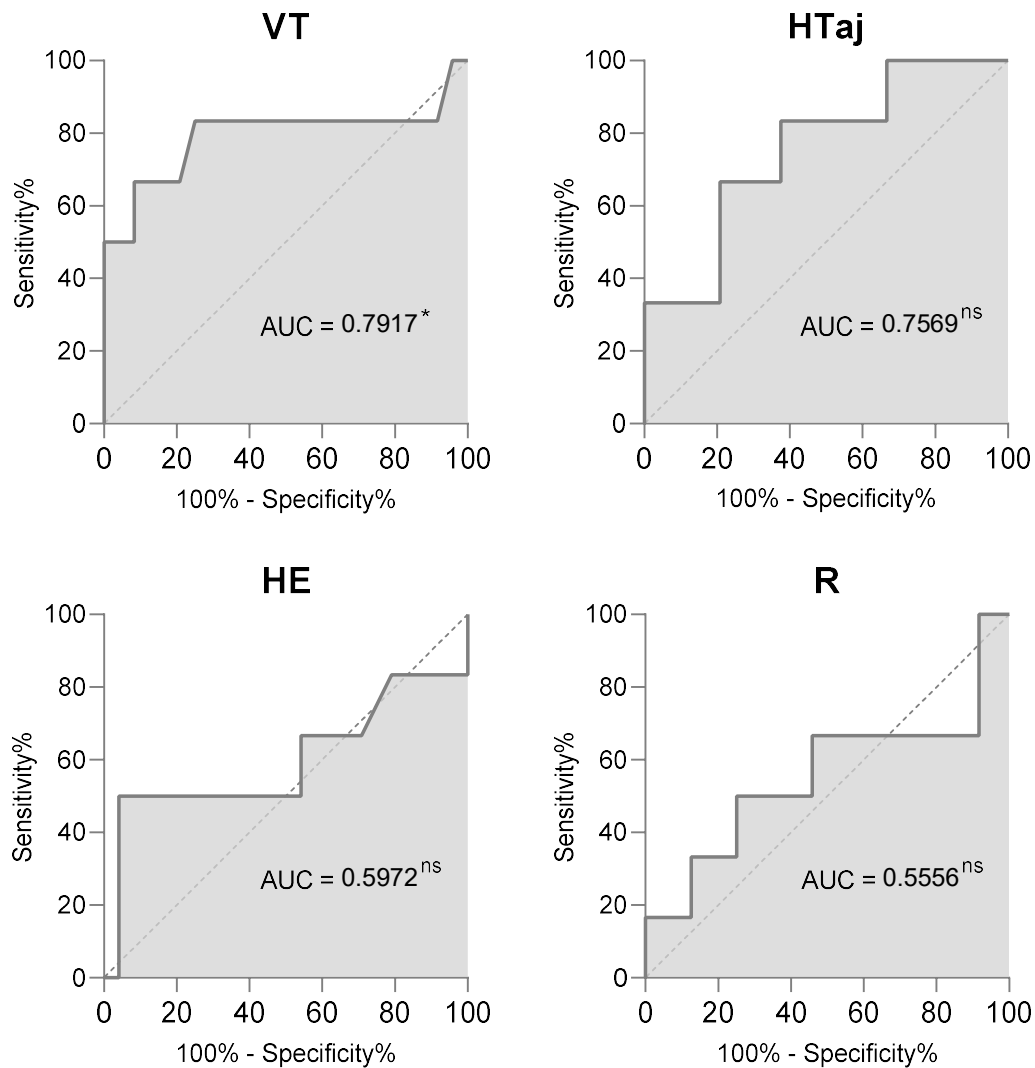 VT
100
80
60
40
20
0
Sensitivity%
AUC = 0.7917*
0 20 40 60 80 100
100% - Specificity%
HTaj
100
80
60
40
20
0
Sensitivity%
AUC = 0.7569ns
0 20 40 60 80 100
100% - Specificity%
HE
100
80
60
40
20
0
Sensitivity%
AUC = 0.5972ns
0 20 40 60 80 100
100% - Specificity%
R
100
80
60
40
20
0
Sensitivity%
AUC = 0.5556ns
0 20 40 60 80 100
100% - Specificity%